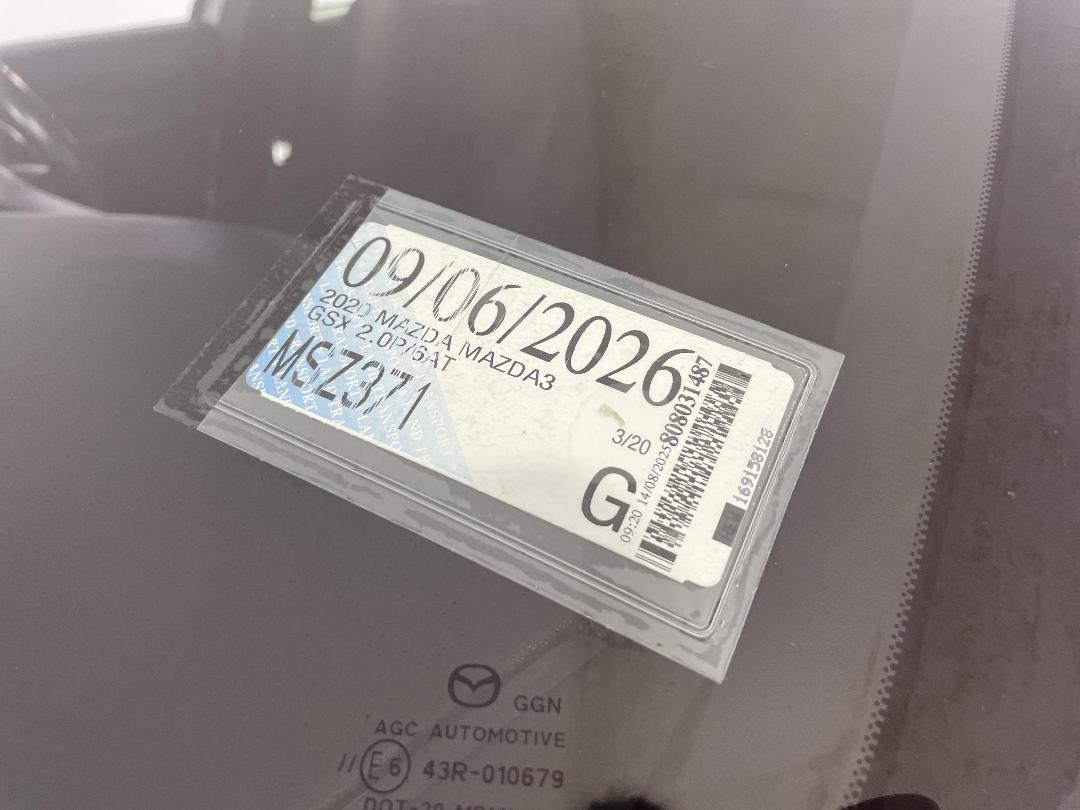 09/06/2026
2020 MAZDA MAZDA3
GSX 2.0P/6AT
MSZ371
3/20
G
09:20 14/08/2025
808031487
169158128
GGN
AGC AUTOMOTIVE
E6 43R-010679